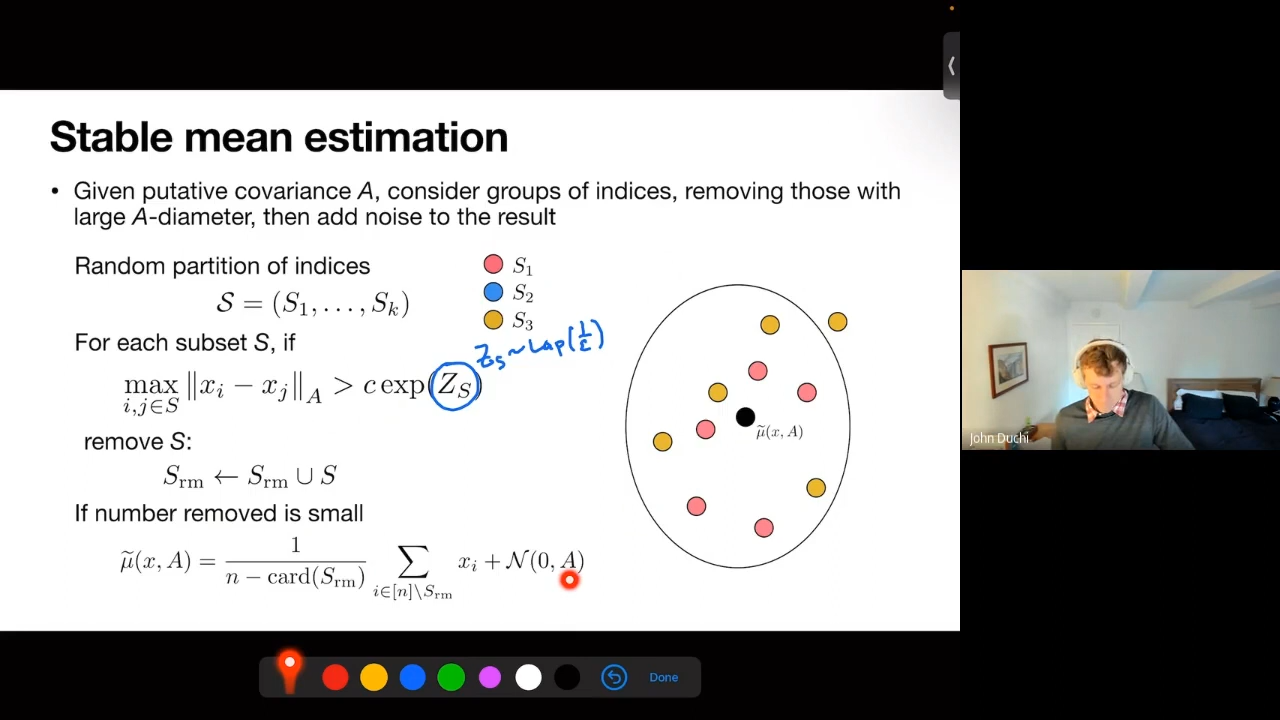 Stable mean estimation
• Given putative covariance A, consider groups of indices, removing those with
large A-diameter, then add noise to the result
Random partition of indices
𝒮 = (S₁, . . . , Sₖ)
S₁
S₂
S₃
For each subset S, if
Z_S ~ Lap(1/ε)
max_{i,j∈S} ‖x_i − x_j‖_A > c exp(Z_S)
remove S:
S_rm ← S_rm ∪ S
If number removed is small
μ̃(x, A) = 1/(n − card(S_rm)) ∑_{i∈[n]\S_rm} x_i + 𝒩(0, A)
μ̃(x, A)
John Duchi
Done